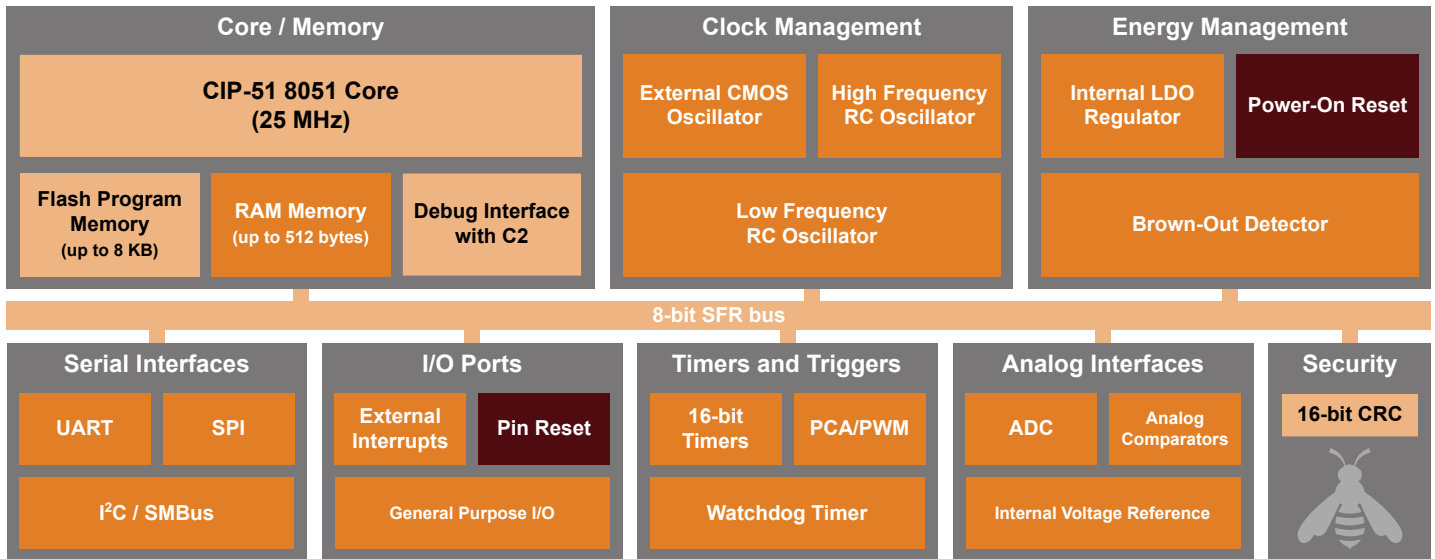 Core / Memory
CIP-51 8051 Core
(25 MHz)
Flash Program
Memory
(up to 8 KB)
RAM Memory
(up to 512 bytes)
Debug Interface
with C2
Clock Management
External CMOS
Oscillator
High Frequency
RC Oscillator
Low Frequency
RC Oscillator
Energy Management
Internal LDO
Regulator
Power-On Reset
Brown-Out Detector
8-bit SFR bus
Serial Interfaces
UART
SPI
I²C / SMBus
I/O Ports
External
Interrupts
Pin Reset
General Purpose I/O
Timers and Triggers
16-bit
Timers
PCA/PWM
Watchdog Timer
Analog Interfaces
ADC
Analog
Comparators
Internal Voltage Reference
Security
16-bit CRC